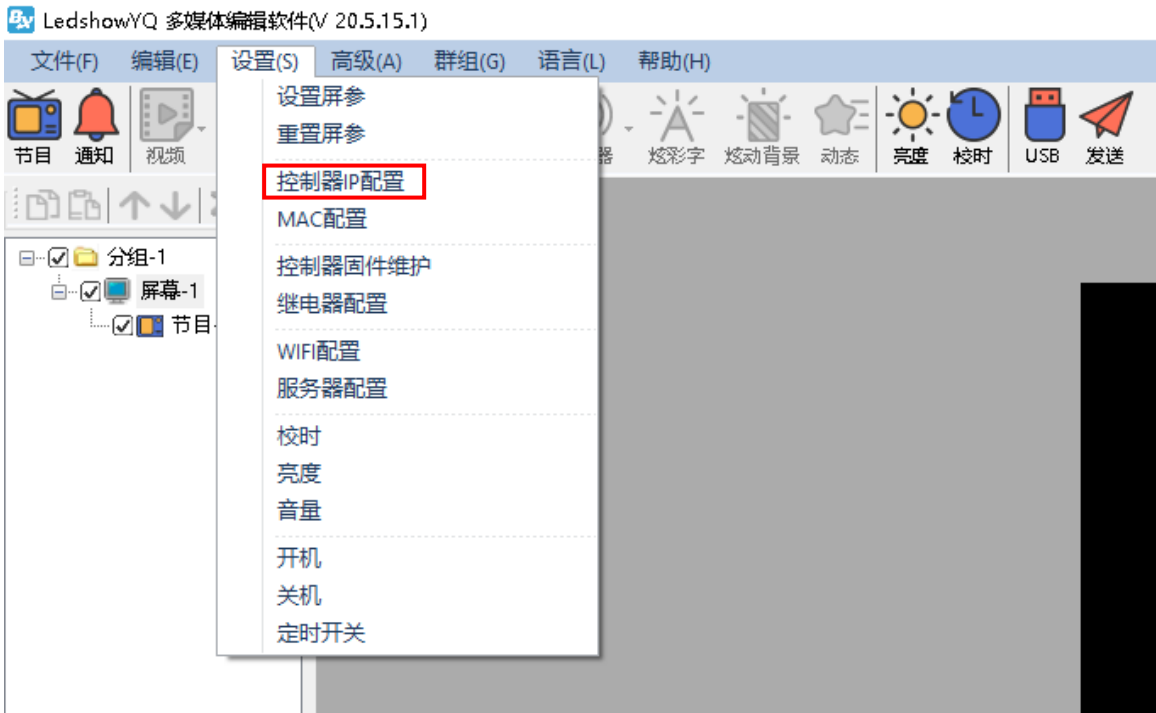 LedshowYQ 多媒体编辑软件(V 20.5.15.1)
文件(F) 编辑(E) 设置(S) 高级(A) 群组(G) 语言(L) 帮助(H)
节目 通知 视频 器 炫彩字 炫动背景 动态 亮度 校时 USB 发送
设置屏参
重置屏参
控制器IP配置
MAC配置
控制器固件维护
继电器配置
WIFI配置
服务器配置
校时
亮度
音量
开机
关机
定时开关
分组-1
屏幕-1
节目-